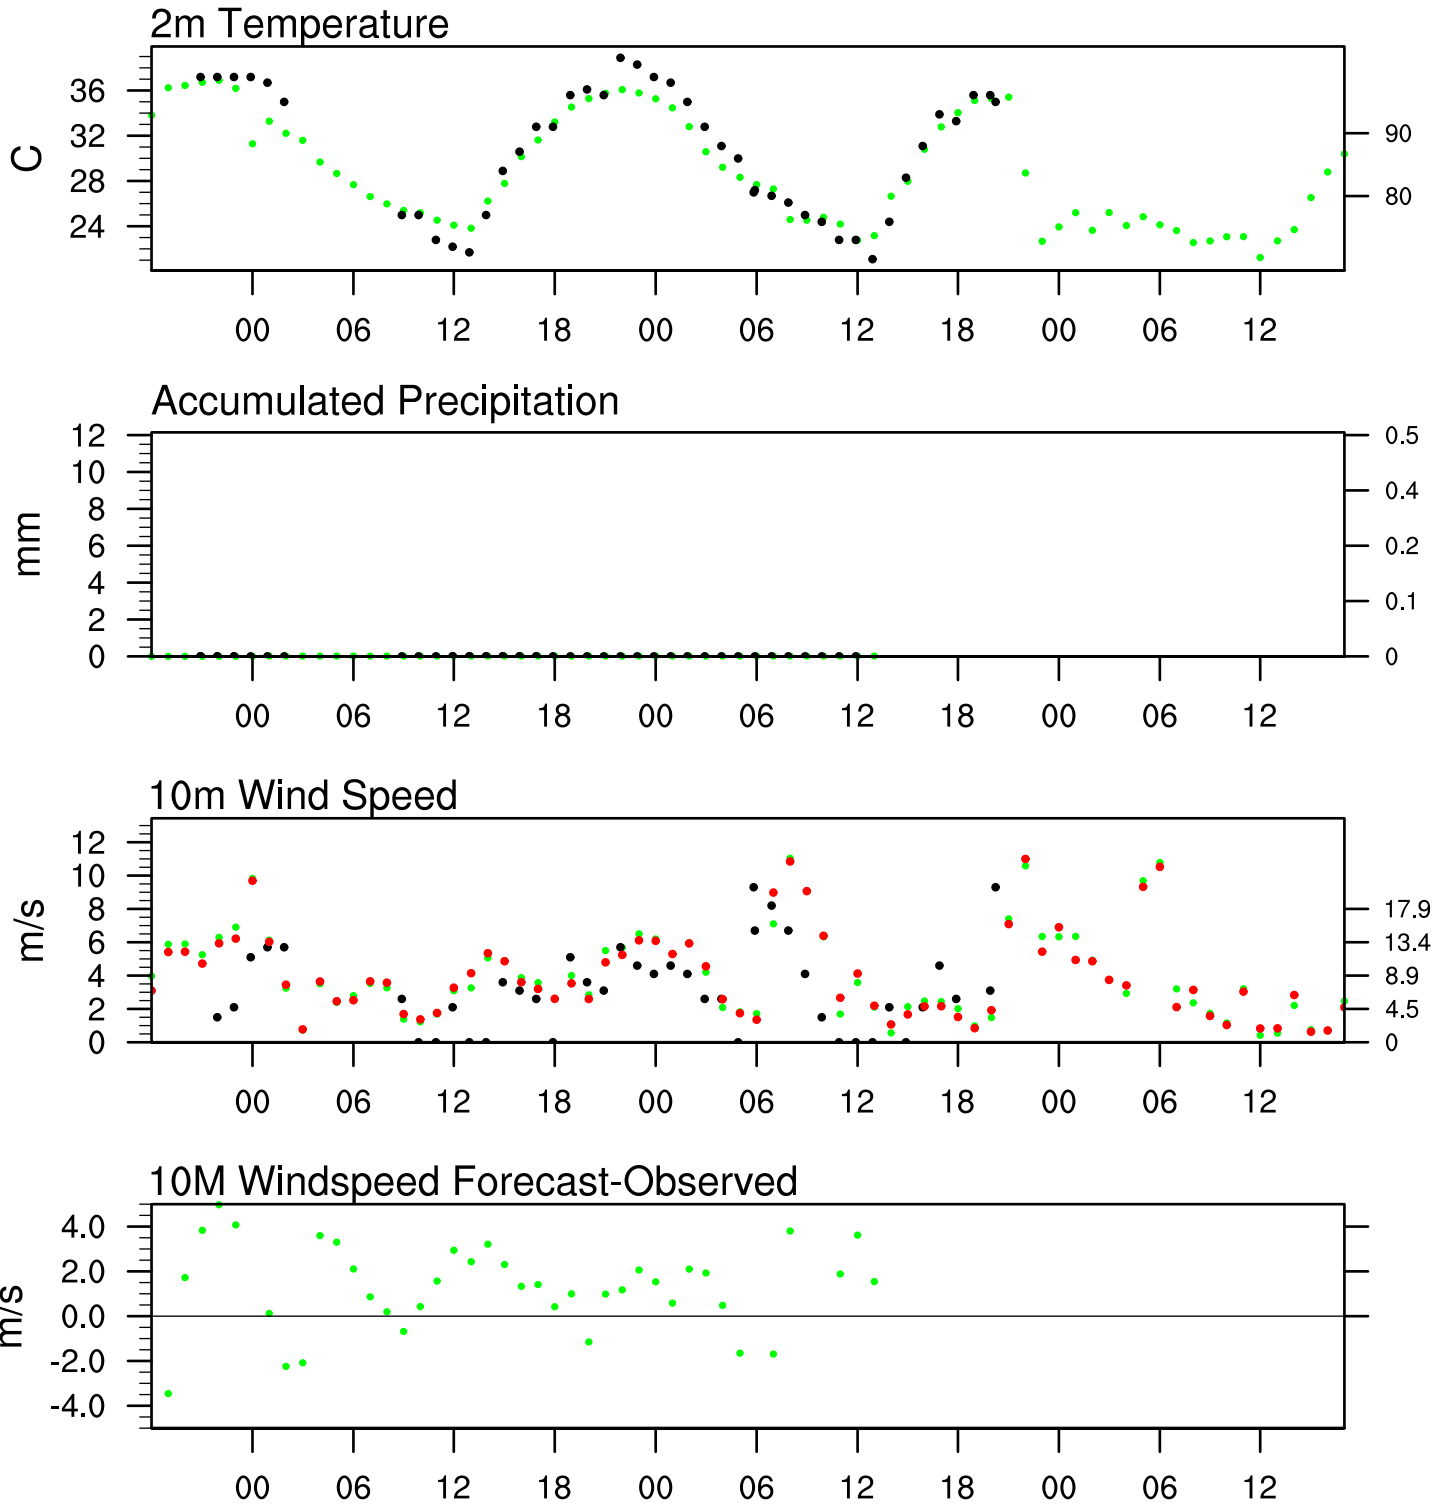 2m Temperature
36
32
28
24
C
90
80
00 06 12 18 00 06 12 18 00 06 12
Accumulated Precipitation
12
10
8
6
4
2
0
mm
0.5
0.4
0.2
0.1
0
00 06 12 18 00 06 12 18 00 06 12
10m Wind Speed
12
10
8
6
4
2
0
m/s
17.9
13.4
8.9
4.5
0
00 06 12 18 00 06 12 18 00 06 12
10M Windspeed Forecast-Observed
4.0
2.0
0.0
-2.0
-4.0
m/s
00 06 12 18 00 06 12 18 00 06 12